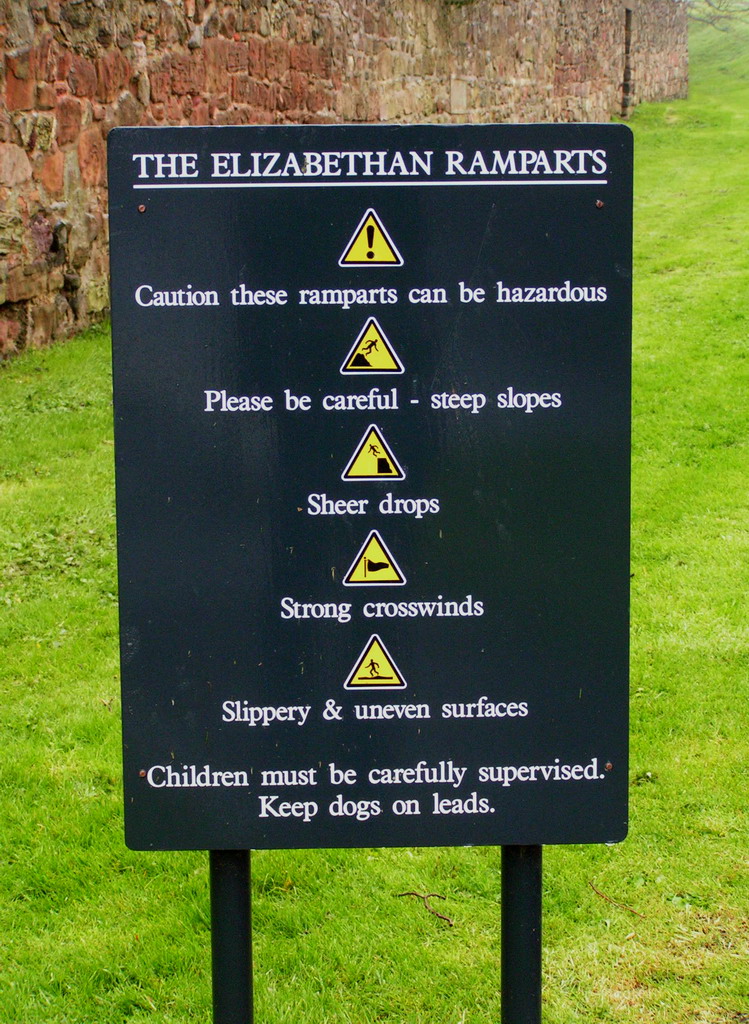 THE ELIZABETHAN RAMPARTS
Caution these ramparts can be hazardous
Please be careful - steep slopes
Sheer drops
Strong crosswinds
Slippery & uneven surfaces
Children must be carefully supervised.
Keep dogs on leads.